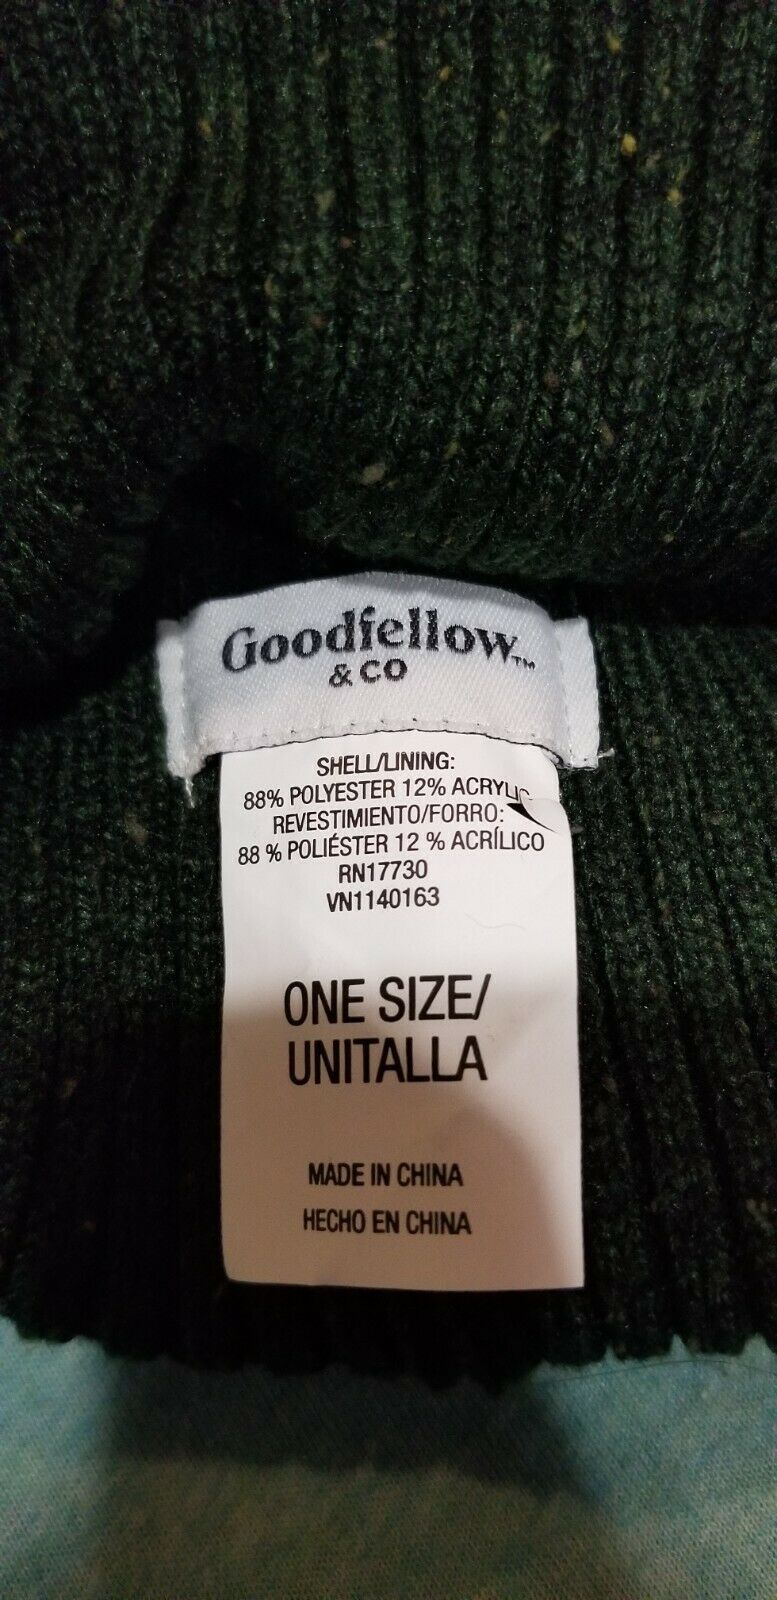 Goodfellow™
& CO
SHELL/LINING:
88% POLYESTER 12% ACRYLIC
REVESTIMIENTO/FORRO:
88 % POLIÉSTER 12 % ACRÍLICO
RN17730
VN1140163
ONE SIZE/
UNITALLA
MADE IN CHINA
HECHO EN CHINA